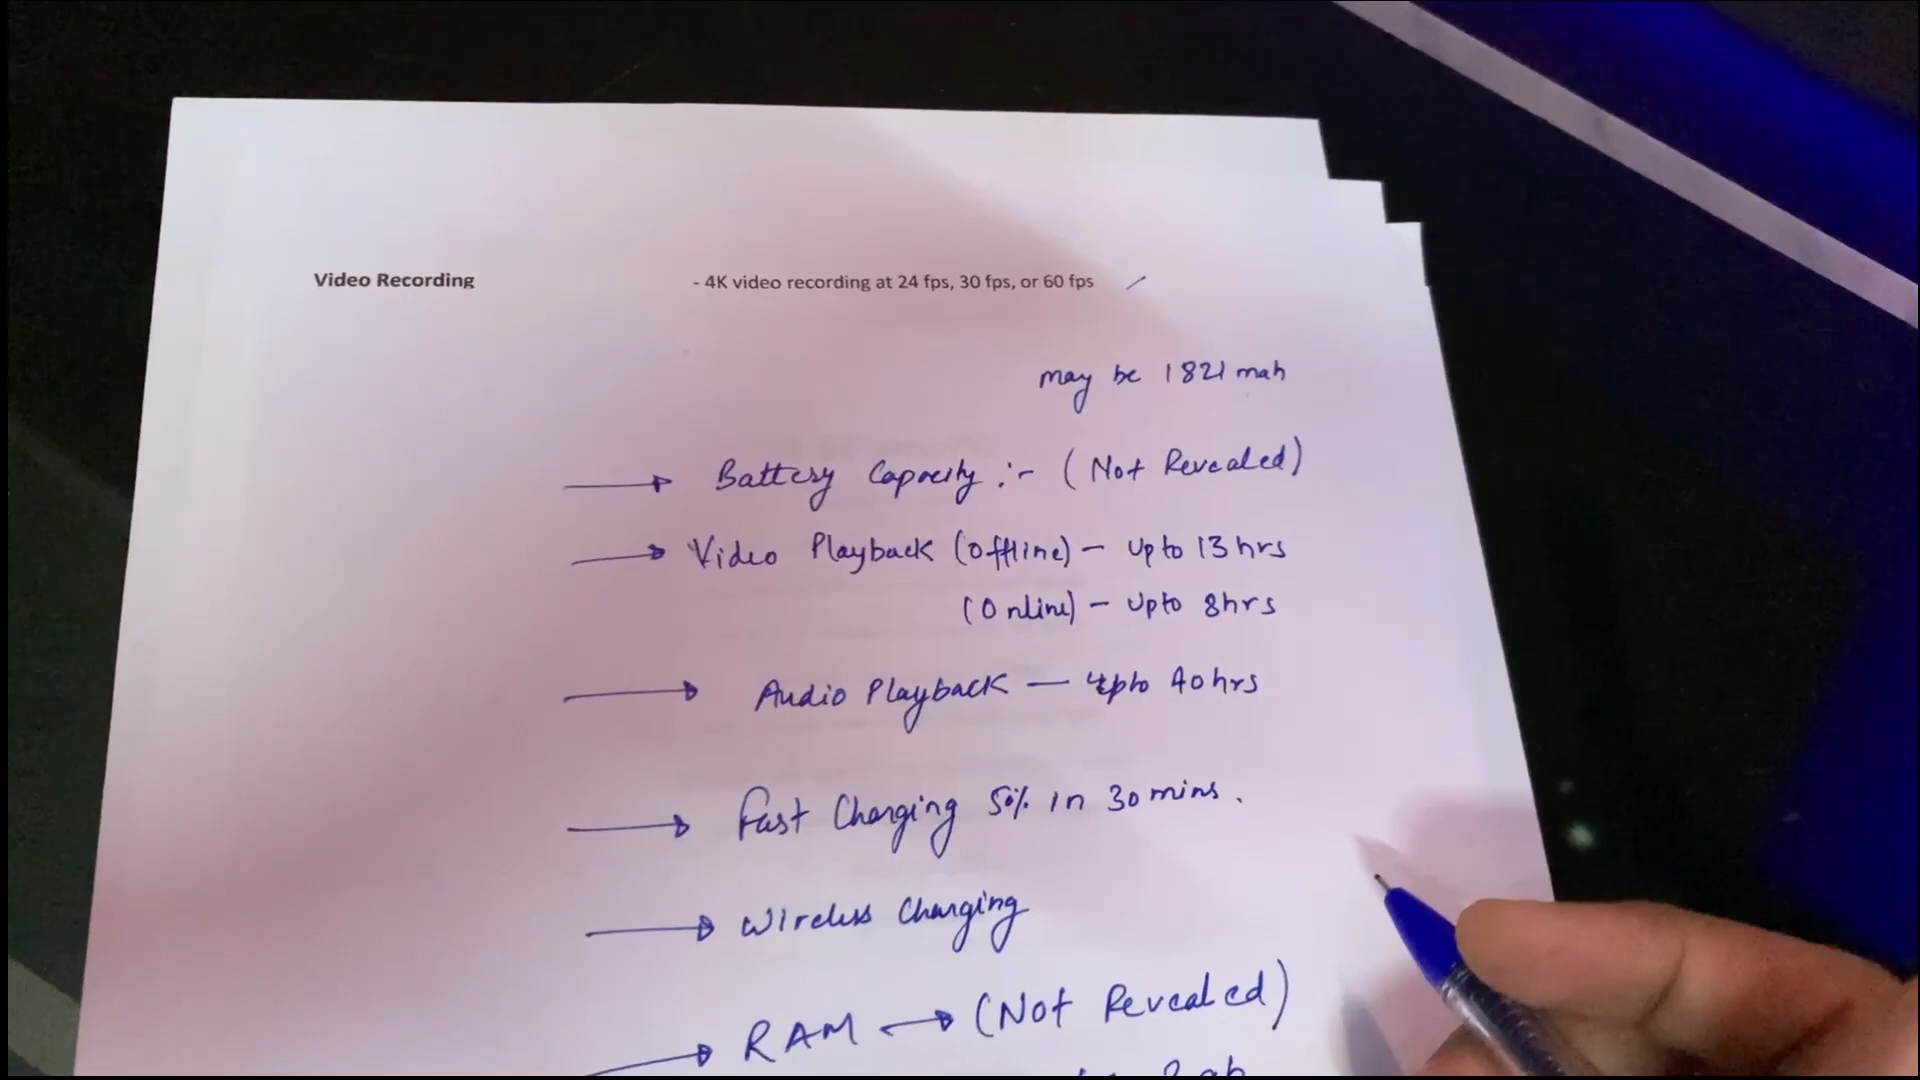 Video Recording - 4K video recording at 24 fps, 30 fps, or 60 fps
may be 1821 mah
Battery Capacity :- (Not Revealed)
Video Playback (offline) - Upto 13 hrs
(Online) - Upto 8hrs
Audio Playback — Upto 40hrs
Fast Charging 50% in 30 mins.
Wireless Charging
RAM → (Not Revealed)